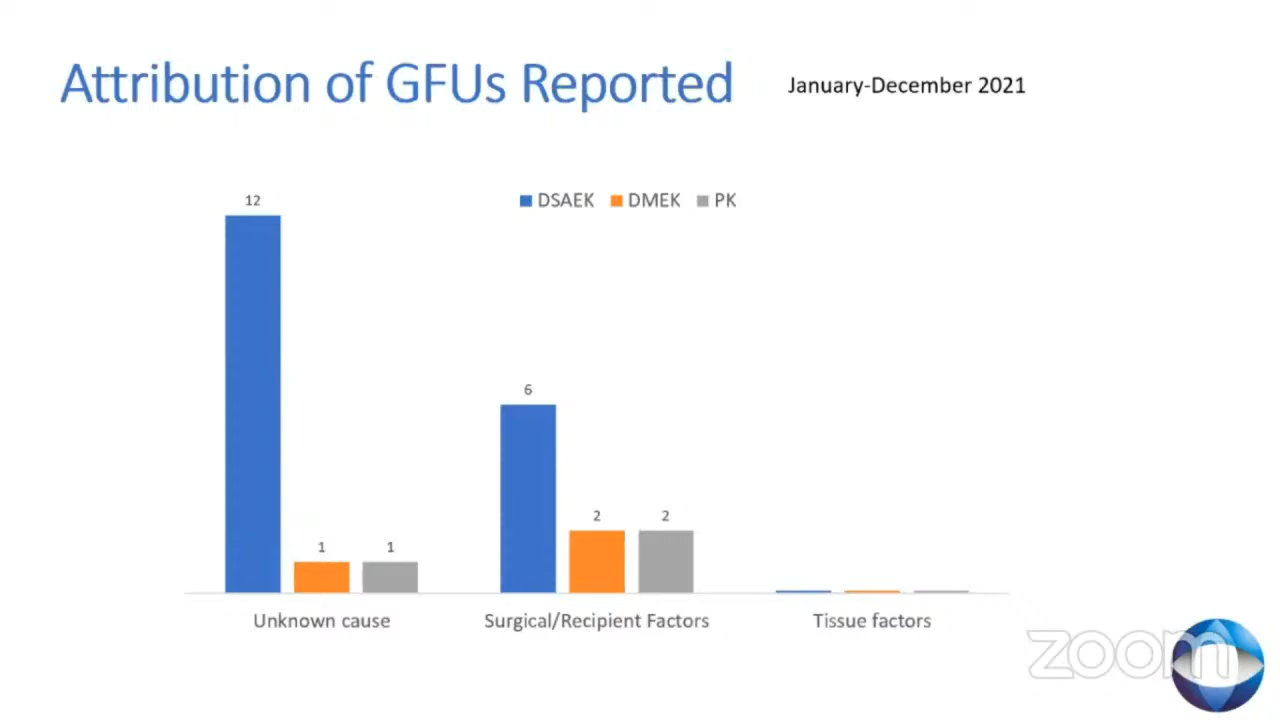 Attribution of GFUs Reported
January-December 2021
DSAEK DMEK PK
12
6
2 2
1 1
Unknown cause Surgical/Recipient Factors Tissue factors
zoom